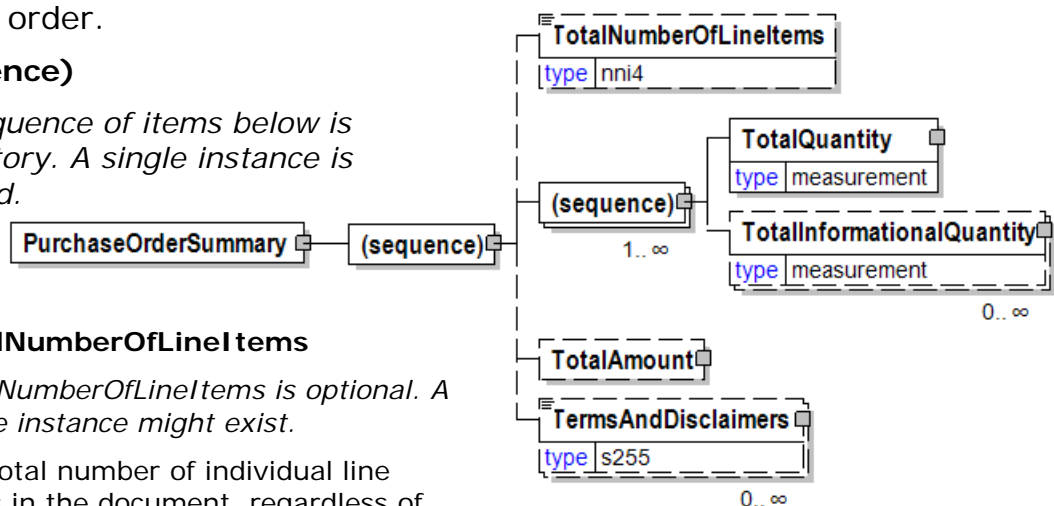 order.
ence)
quence of items below is
tory. A single instance is
d.
lNumberOfLineItems
NumberOfLineItems is optional. A
e instance might exist.
otal number of individual line
s in the document, regardless of
PurchaseOrderSummary
(sequence)
TotalNumberOfLineItems
type nni4
(sequence)
1.. ∞
TotalQuantity
type measurement
TotalInformationalQuantity
type measurement
0.. ∞
TotalAmount
TermsAndDisclaimers
type s255
0.. ∞